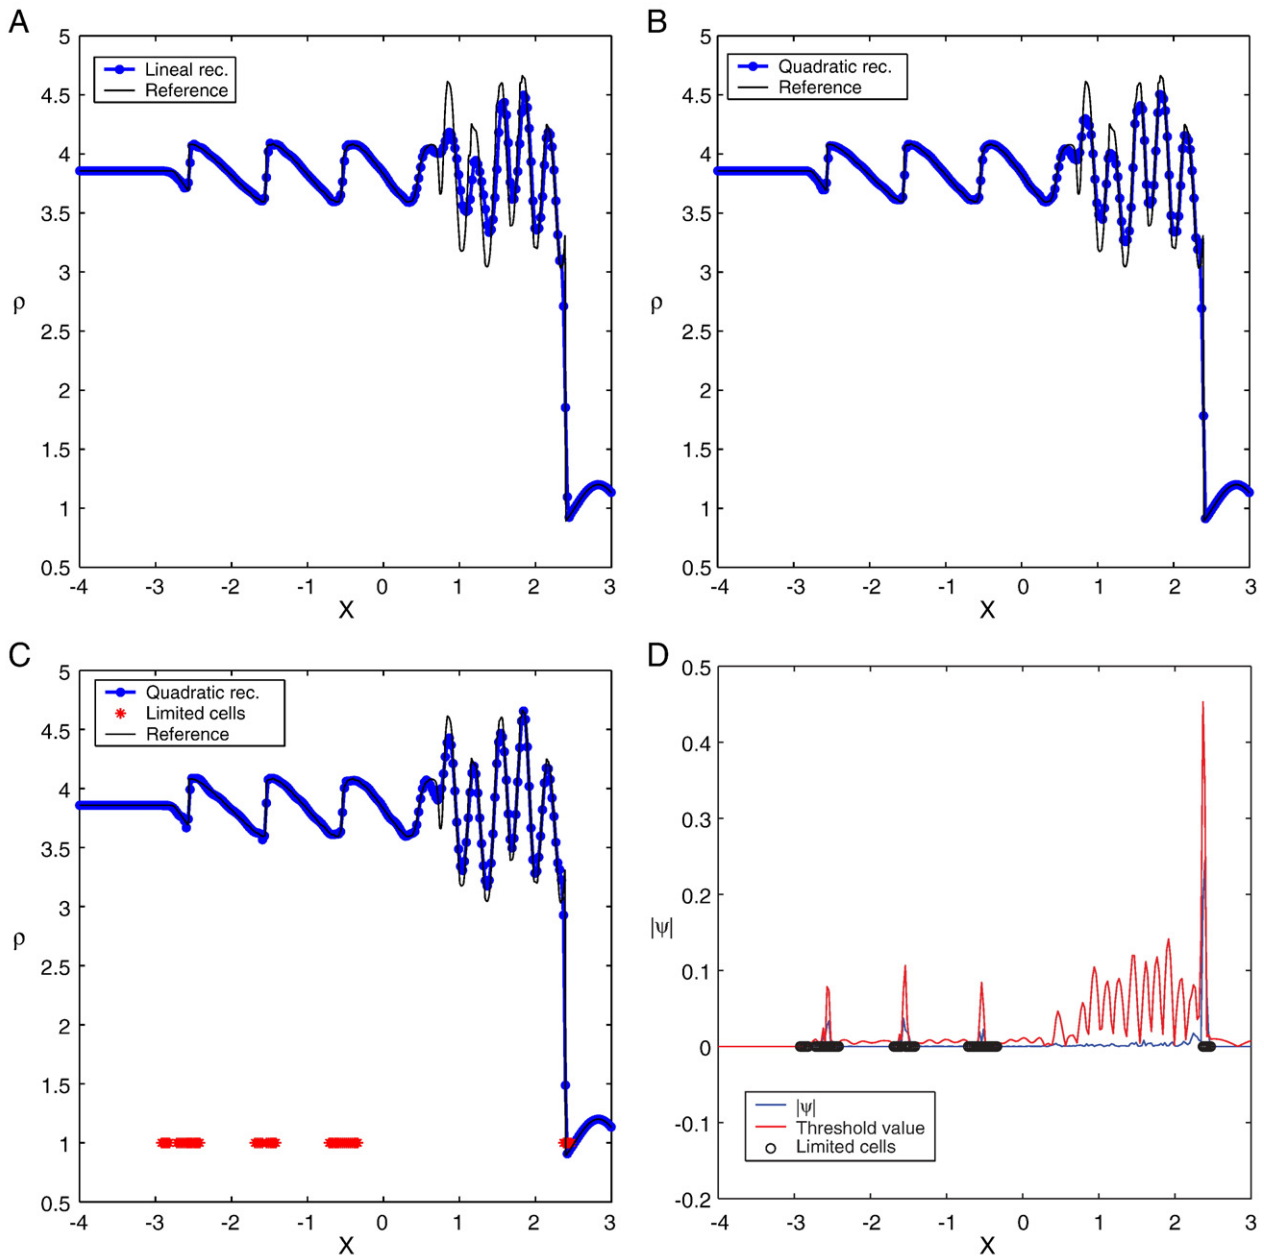 A
5
4.5
4
3.5
3
2.5
2
1.5
1
0.5
ρ
Lineal rec.
Reference
-4 -3 -2 -1 0 1 2 3
X
B
5
4.5
4
3.5
3
2.5
2
1.5
1
0.5
ρ
Quadratic rec.
Reference
-4 -3 -2 -1 0 1 2 3
X
C
5
4.5
4
3.5
3
2.5
2
1.5
1
0.5
ρ
Quadratic rec.
Limited cells
Reference
-4 -3 -2 -1 0 1 2 3
X
D
0.5
0.4
0.3
0.2
0.1
0
-0.1
-0.2
|ψ|
|ψ|
Threshold value
Limited cells
-4 -3 -2 -1 0 1 2 3
X